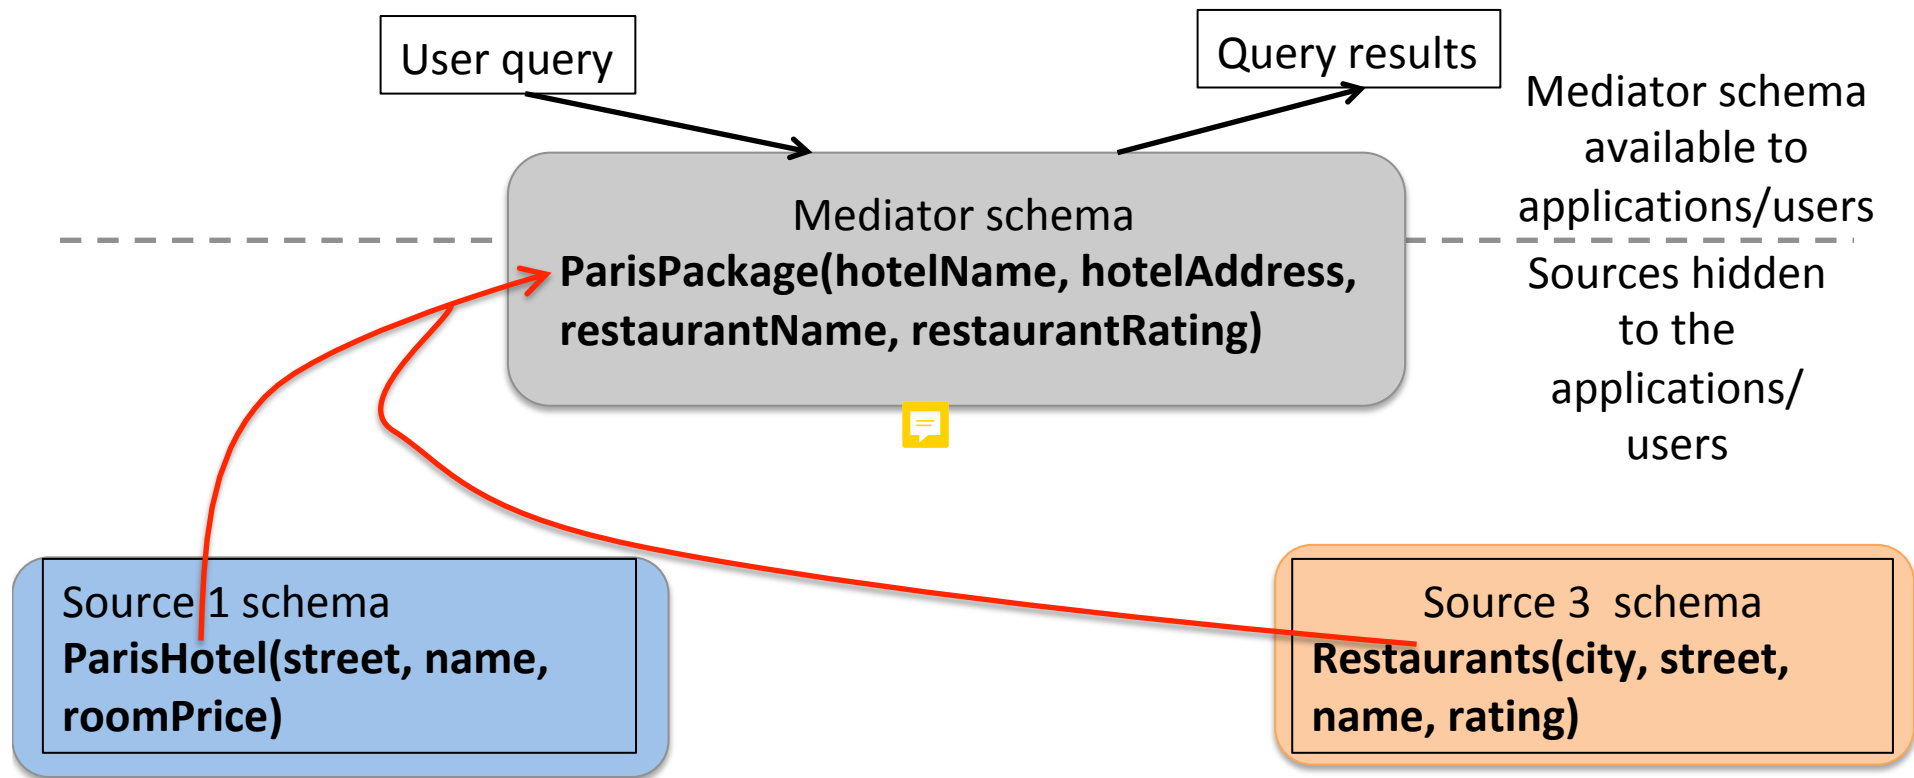 User query
Query results
Mediator schema
available to
applications/users
Mediator schema
ParisPackage(hotelName, hotelAddress,
restaurantName, restaurantRating)
Sources hidden
to the
applications/
users
Source 1 schema
ParisHotel(street, name,
roomPrice)
Source 3 schema
Restaurants(city, street,
name, rating)